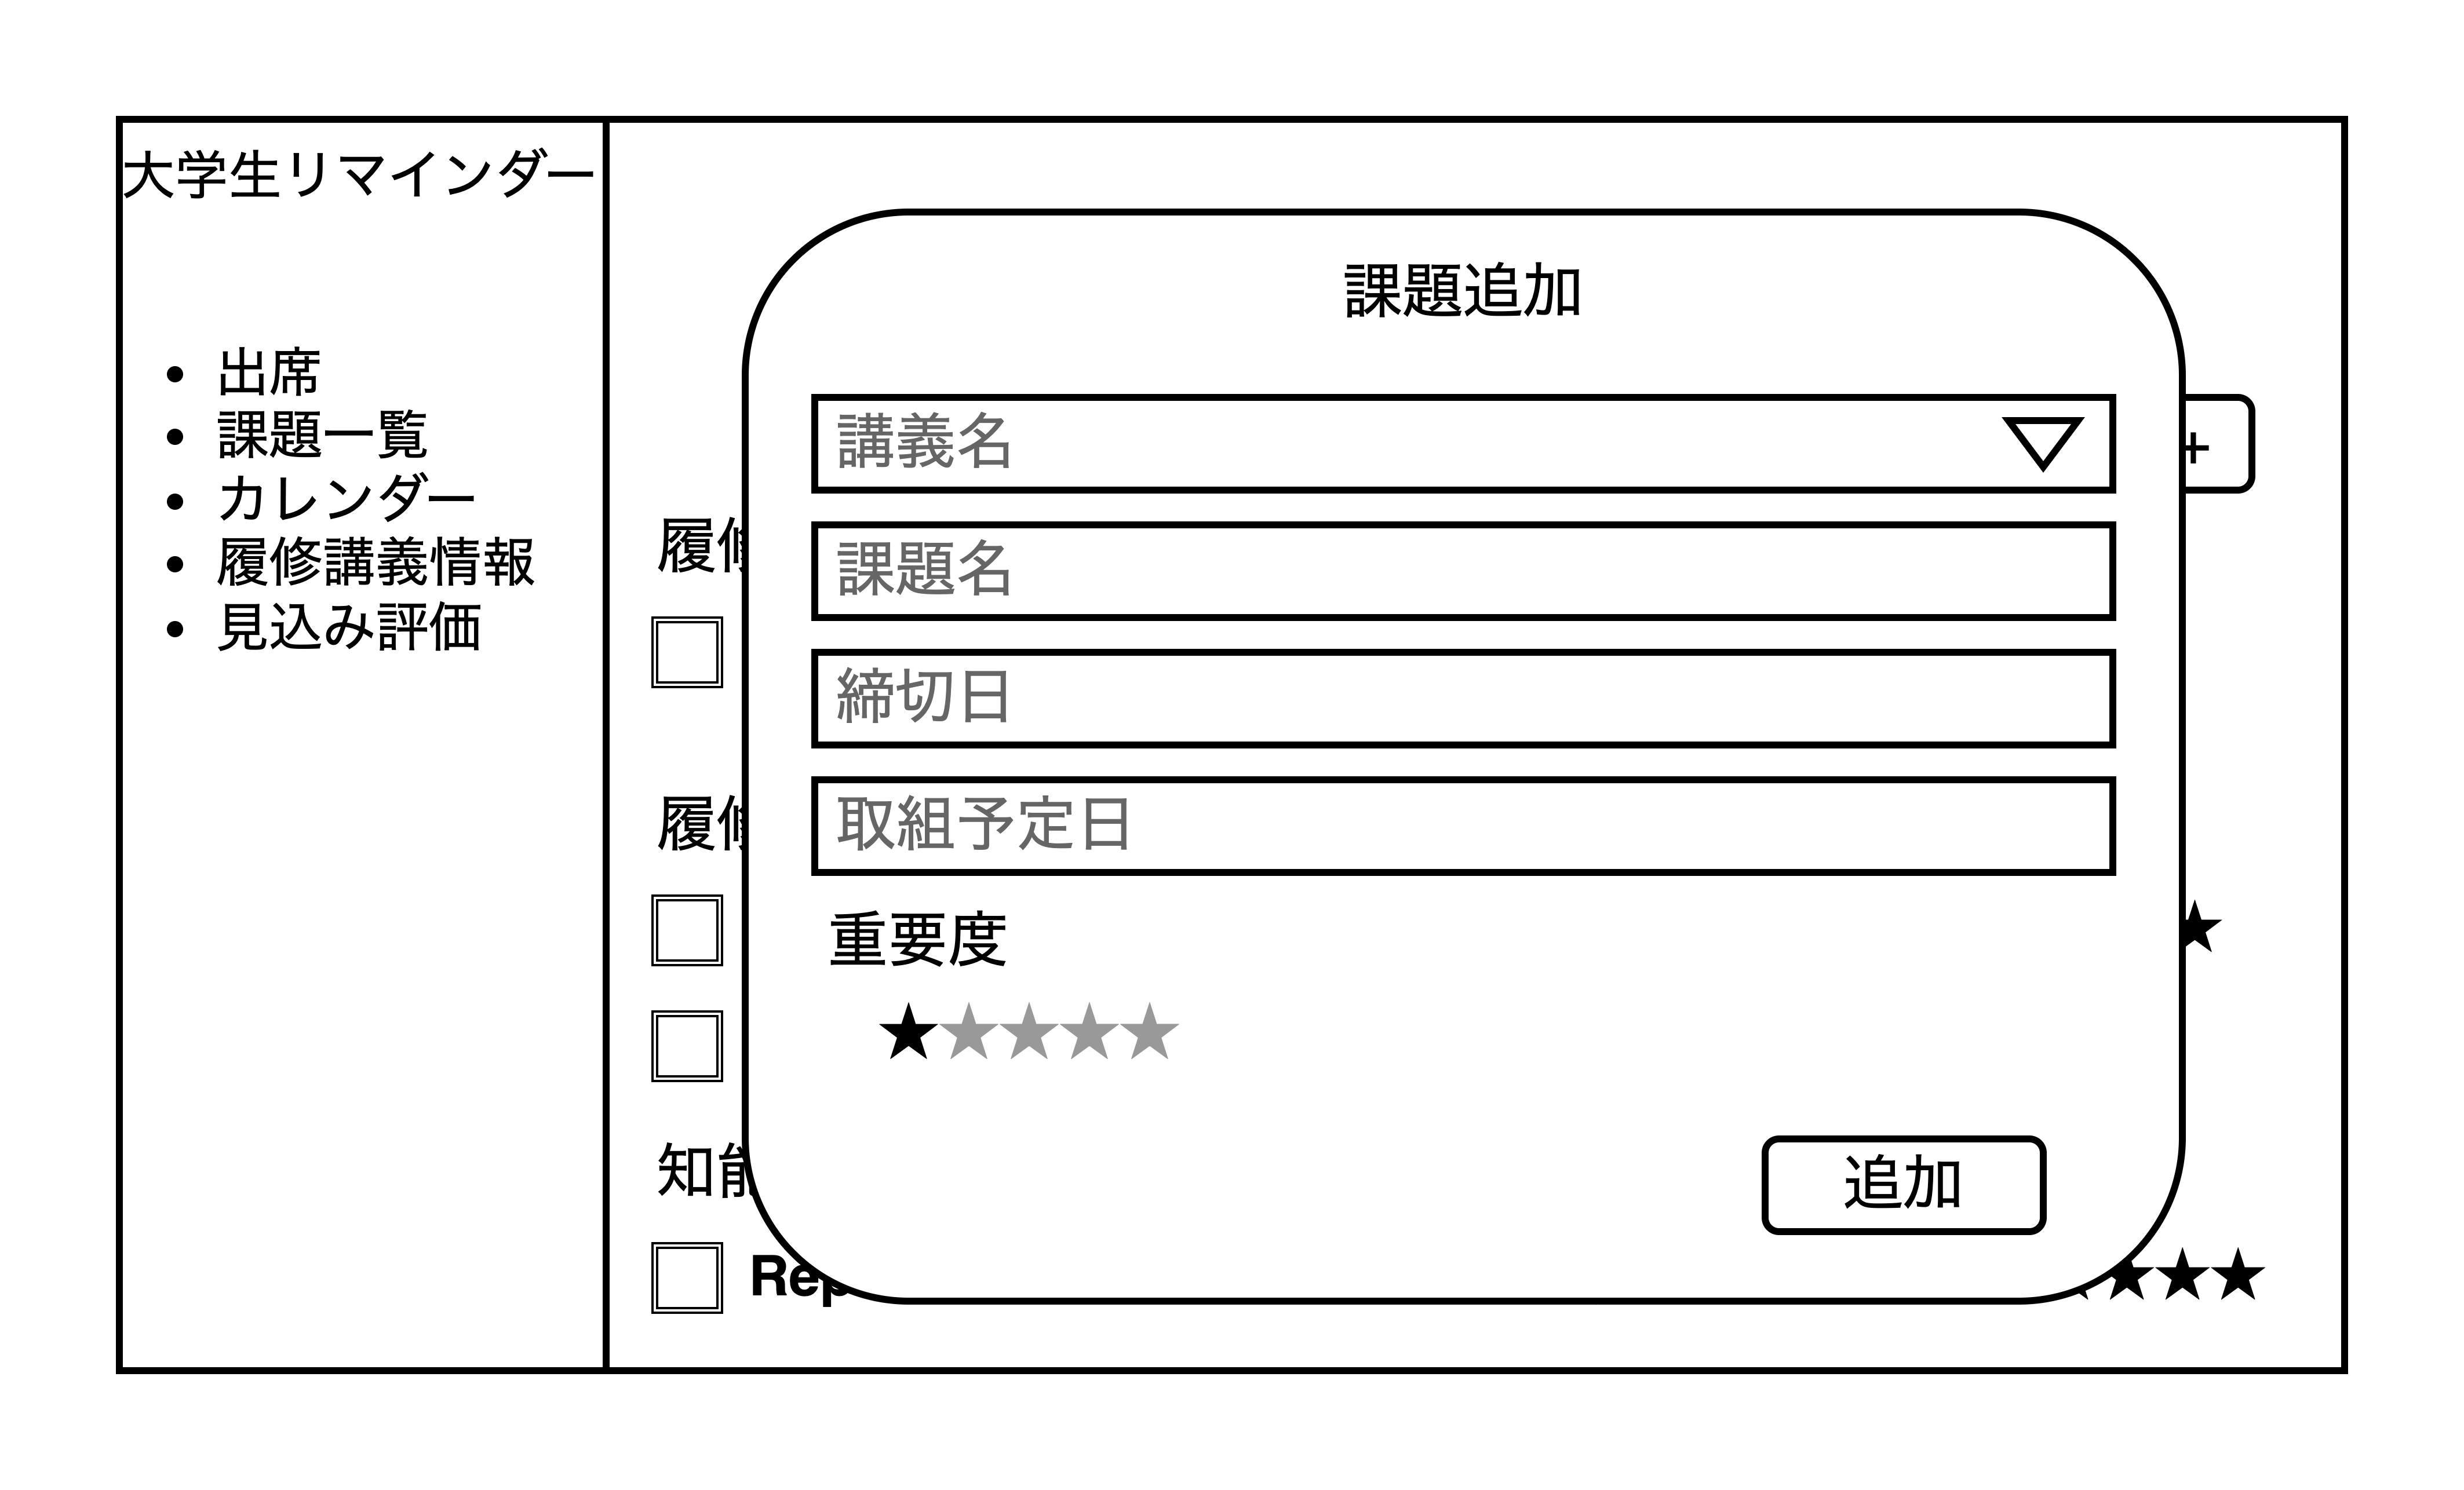 大学生リマインダー
出席
課題一覧
カレンダー
履修講義情報
見込み評価
課題追加
講義名
+
課題名
履
締切日
取組予定日
履
重要度
★
★★★★★
知
追加
Rep
★★★